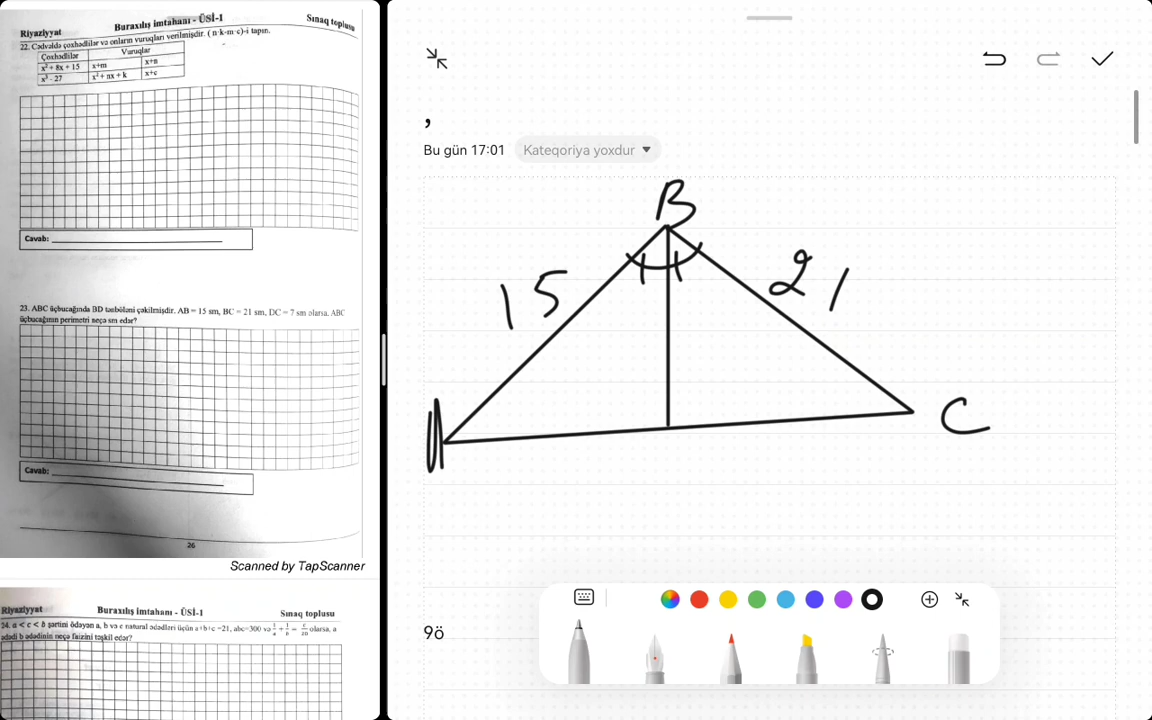 Riyaziyyat Buraxılış imtahanı - ÜSİ-1 Sınaq toplusu
22. Cədvəldə çoxhədlilər və onların vuruqları verilmişdir. ( n·k-m·c)-i tapın.
Çoxhədlilər Vuruqlar
x² + 8x + 15 x+m x+n
x³ - 27 x² + nx + k x+c
Cavab:
23. ABC üçbucağında BD tənböləni çəkilmişdir. AB = 15 sm, BC = 21 sm, DC = 7 sm olarsa, ABC
üçbucağının perimetri neçə sm edər?
Cavab:
26
Scanned by TapScanner
Riyaziyyat Buraxılış imtahanı - ÜSİ-1 Sınaq toplusu
24. a < c < b şərtini ödəyən a, b və c natural ədədləri üçün a+b+c =21, abc=300 və 1/a + 1/b = c/20 olarsa, a
ədədi b ədədinin neçə faizini təşkil edər?
,
Bu gün 17:01 Kateqoriya yoxdur
B
15 21
A C
9ö